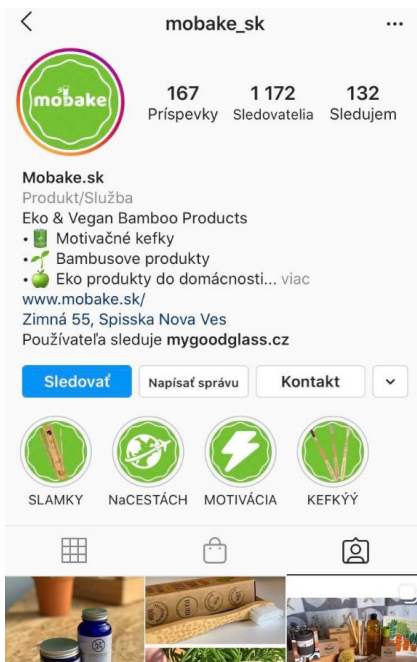 mobake_sk
mobake
167 1 172 132
Príspevky Sledovatelia Sledujem
Mobake.sk
Produkt/Služba
Eko & Vegan Bamboo Products
• Motivačné kefky
• Bambusove produkty
• Eko produkty do domácnosti... viac
www.mobake.sk/
Zimná 55, Spisska Nova Ves
Používateľa sleduje mygoodglass.cz
Sledovať Napísať správu Kontakt
SLAMKY NaCESTÁCH MOTIVÁCIA KEFKÝÝ